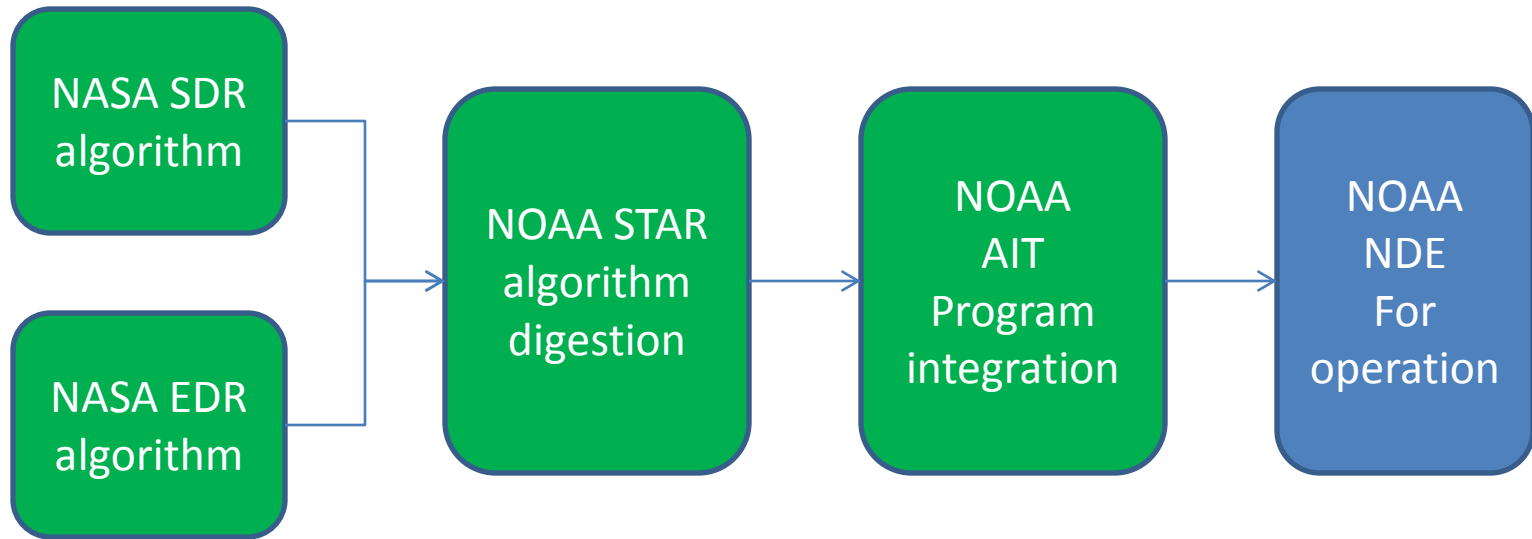 NASA SDR
algorithm
NASA EDR
algorithm
NOAA STAR
algorithm
digestion
NOAA
AIT
Program
integration
NOAA
NDE
For
operation